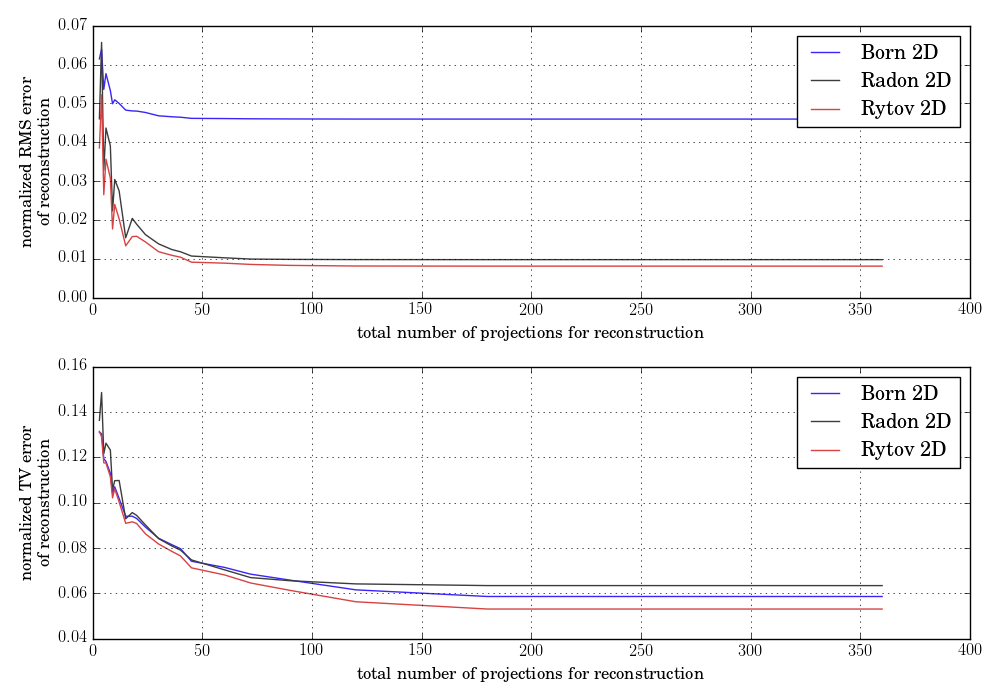 0.07
0.06
0.05
0.04
0.03
0.02
0.01
0.00
normalized RMS error
of reconstruction
Born 2D
Radon 2D
Rytov 2D
0 50 100 150 200 250 300 350 400
total number of projections for reconstruction
0.16
0.14
0.12
0.10
0.08
0.06
0.04
normalized TV error
of reconstruction
Born 2D
Radon 2D
Rytov 2D
0 50 100 150 200 250 300 350 400
total number of projections for reconstruction